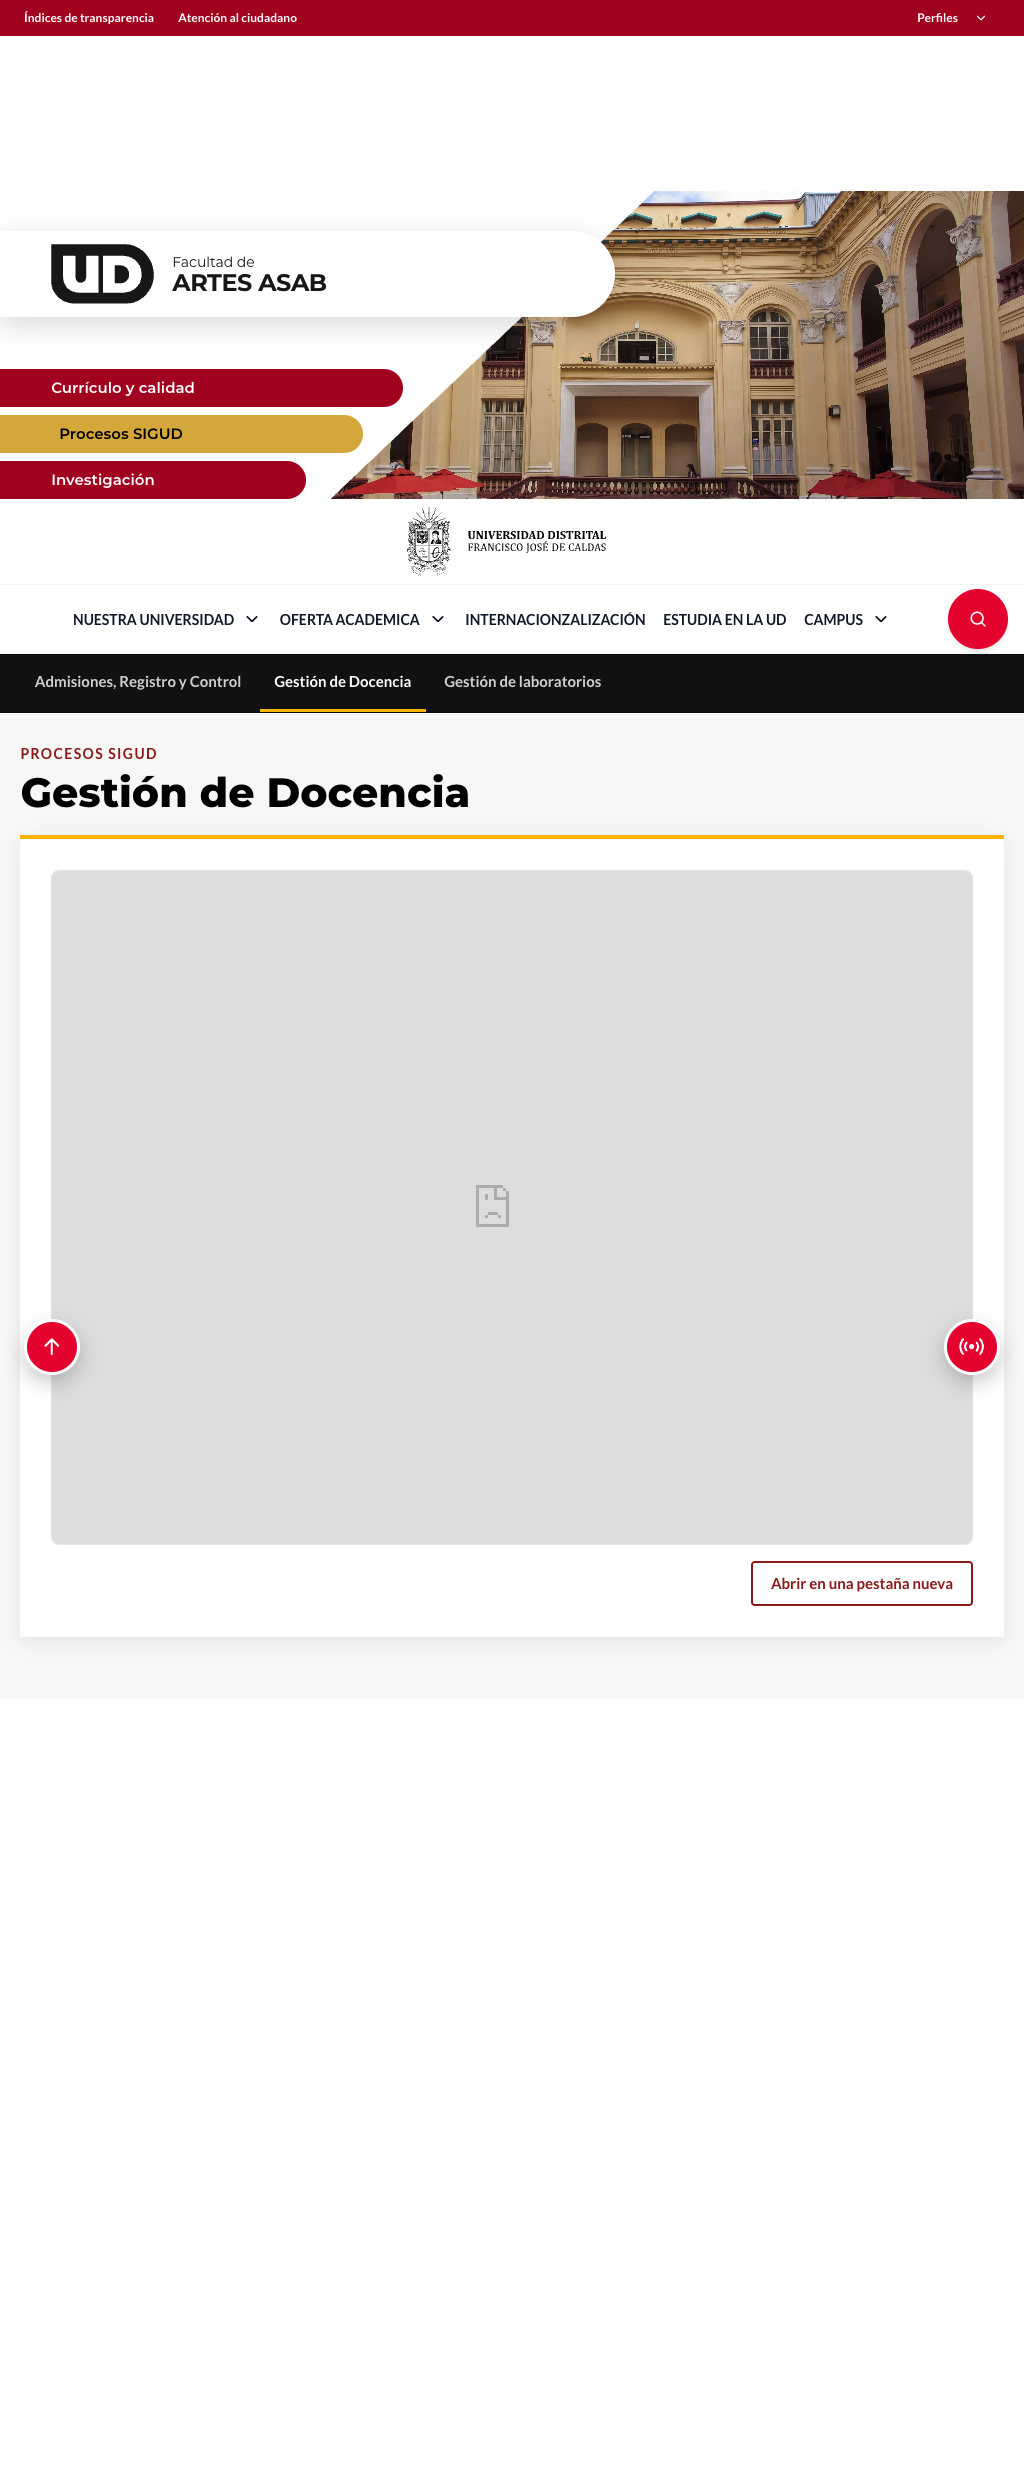 Índices de transparencia
Atención al ciudadano
Perfiles
UD
Facultad de
ARTES ASAB
Currículo y calidad
Procesos SIGUD
Investigación
UNIVERSIDAD DISTRITAL
FRANCISCO JOSÉ DE CALDAS
NUESTRA UNIVERSIDAD
OFERTA ACADEMICA
INTERNACIONZALIZACIÓN
ESTUDIA EN LA UD
CAMPUS
Admisiones, Registro y Control
Gestión de Docencia
Gestión de laboratorios
PROCESOS SIGUD
Gestión de Docencia
Abrir en una pestaña nueva